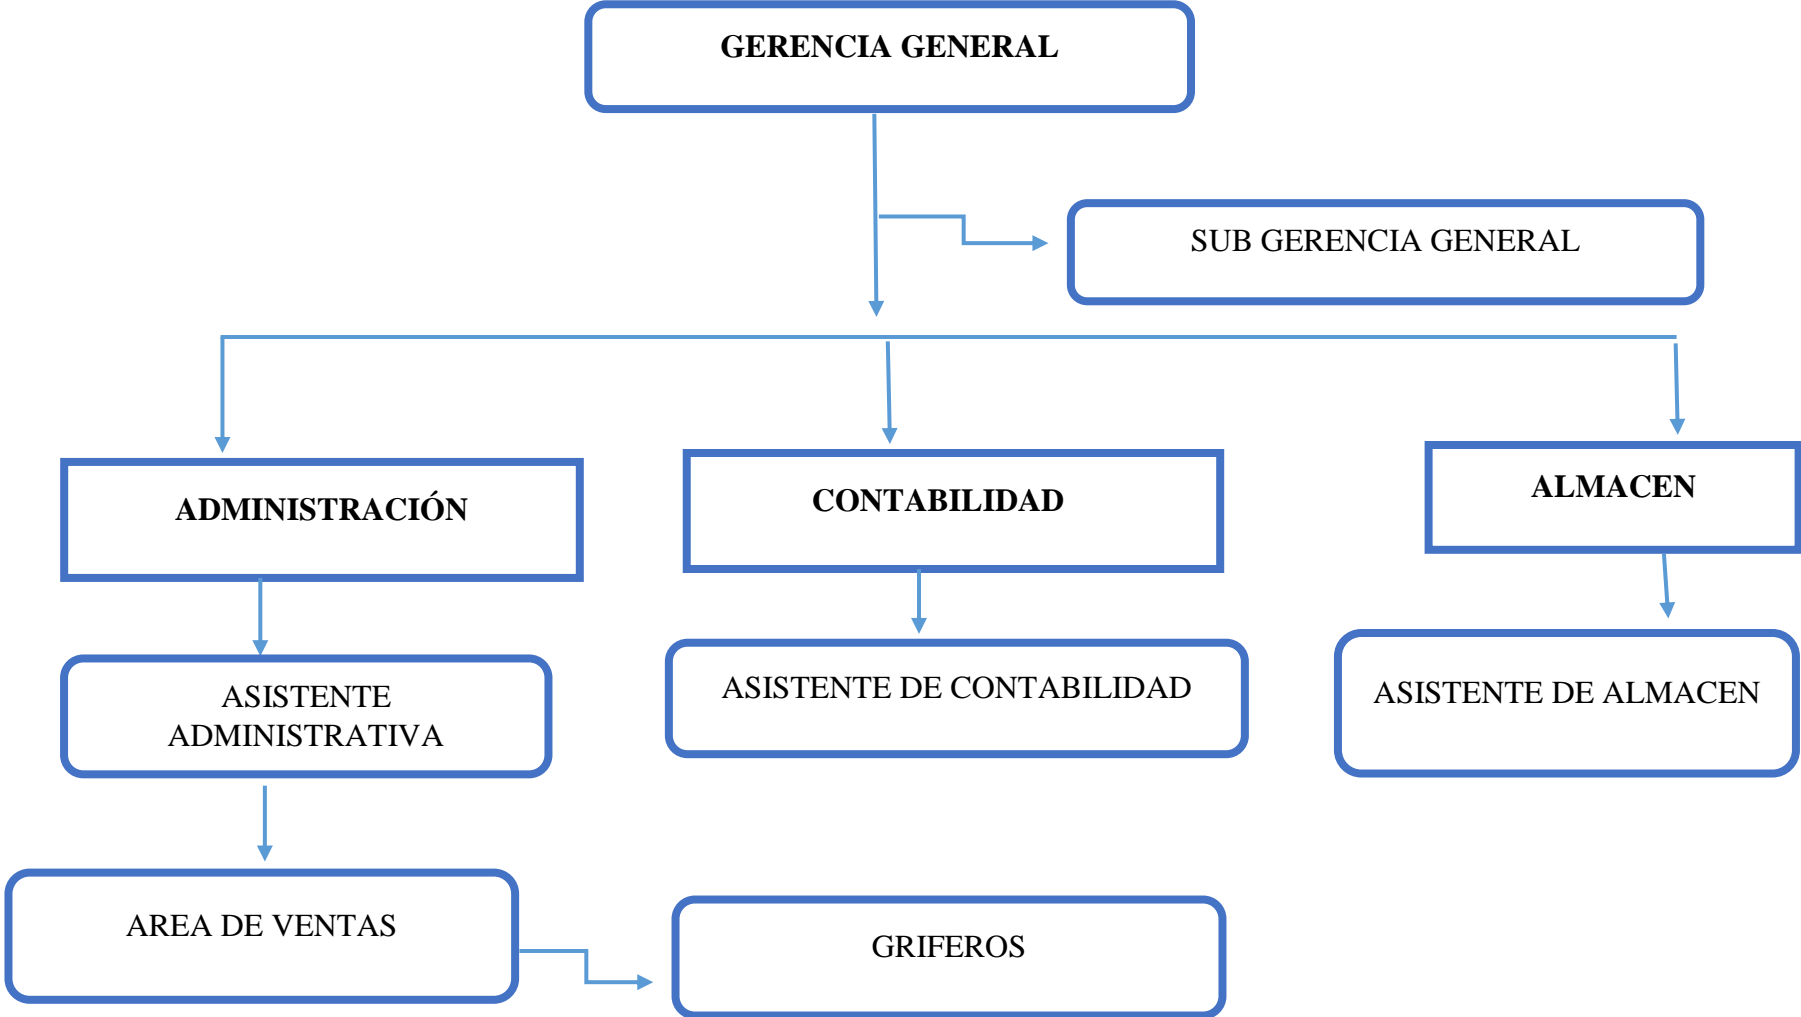 GERENCIA GENERAL
SUB GERENCIA GENERAL
ADMINISTRACIÓN
CONTABILIDAD
ALMACEN
ASISTENTE
ADMINISTRATIVA
ASISTENTE DE CONTABILIDAD
ASISTENTE DE ALMACEN
AREA DE VENTAS
GRIFEROS